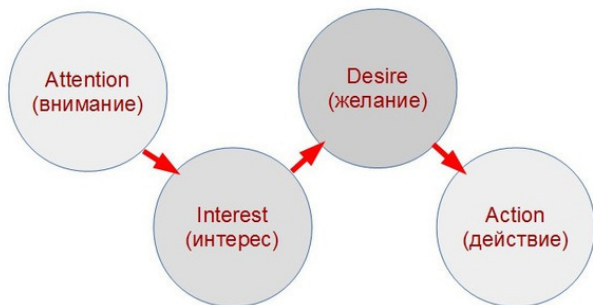 Attention
(внимание)
Interest
(интерес)
Desire
(желание)
Action
(действие)